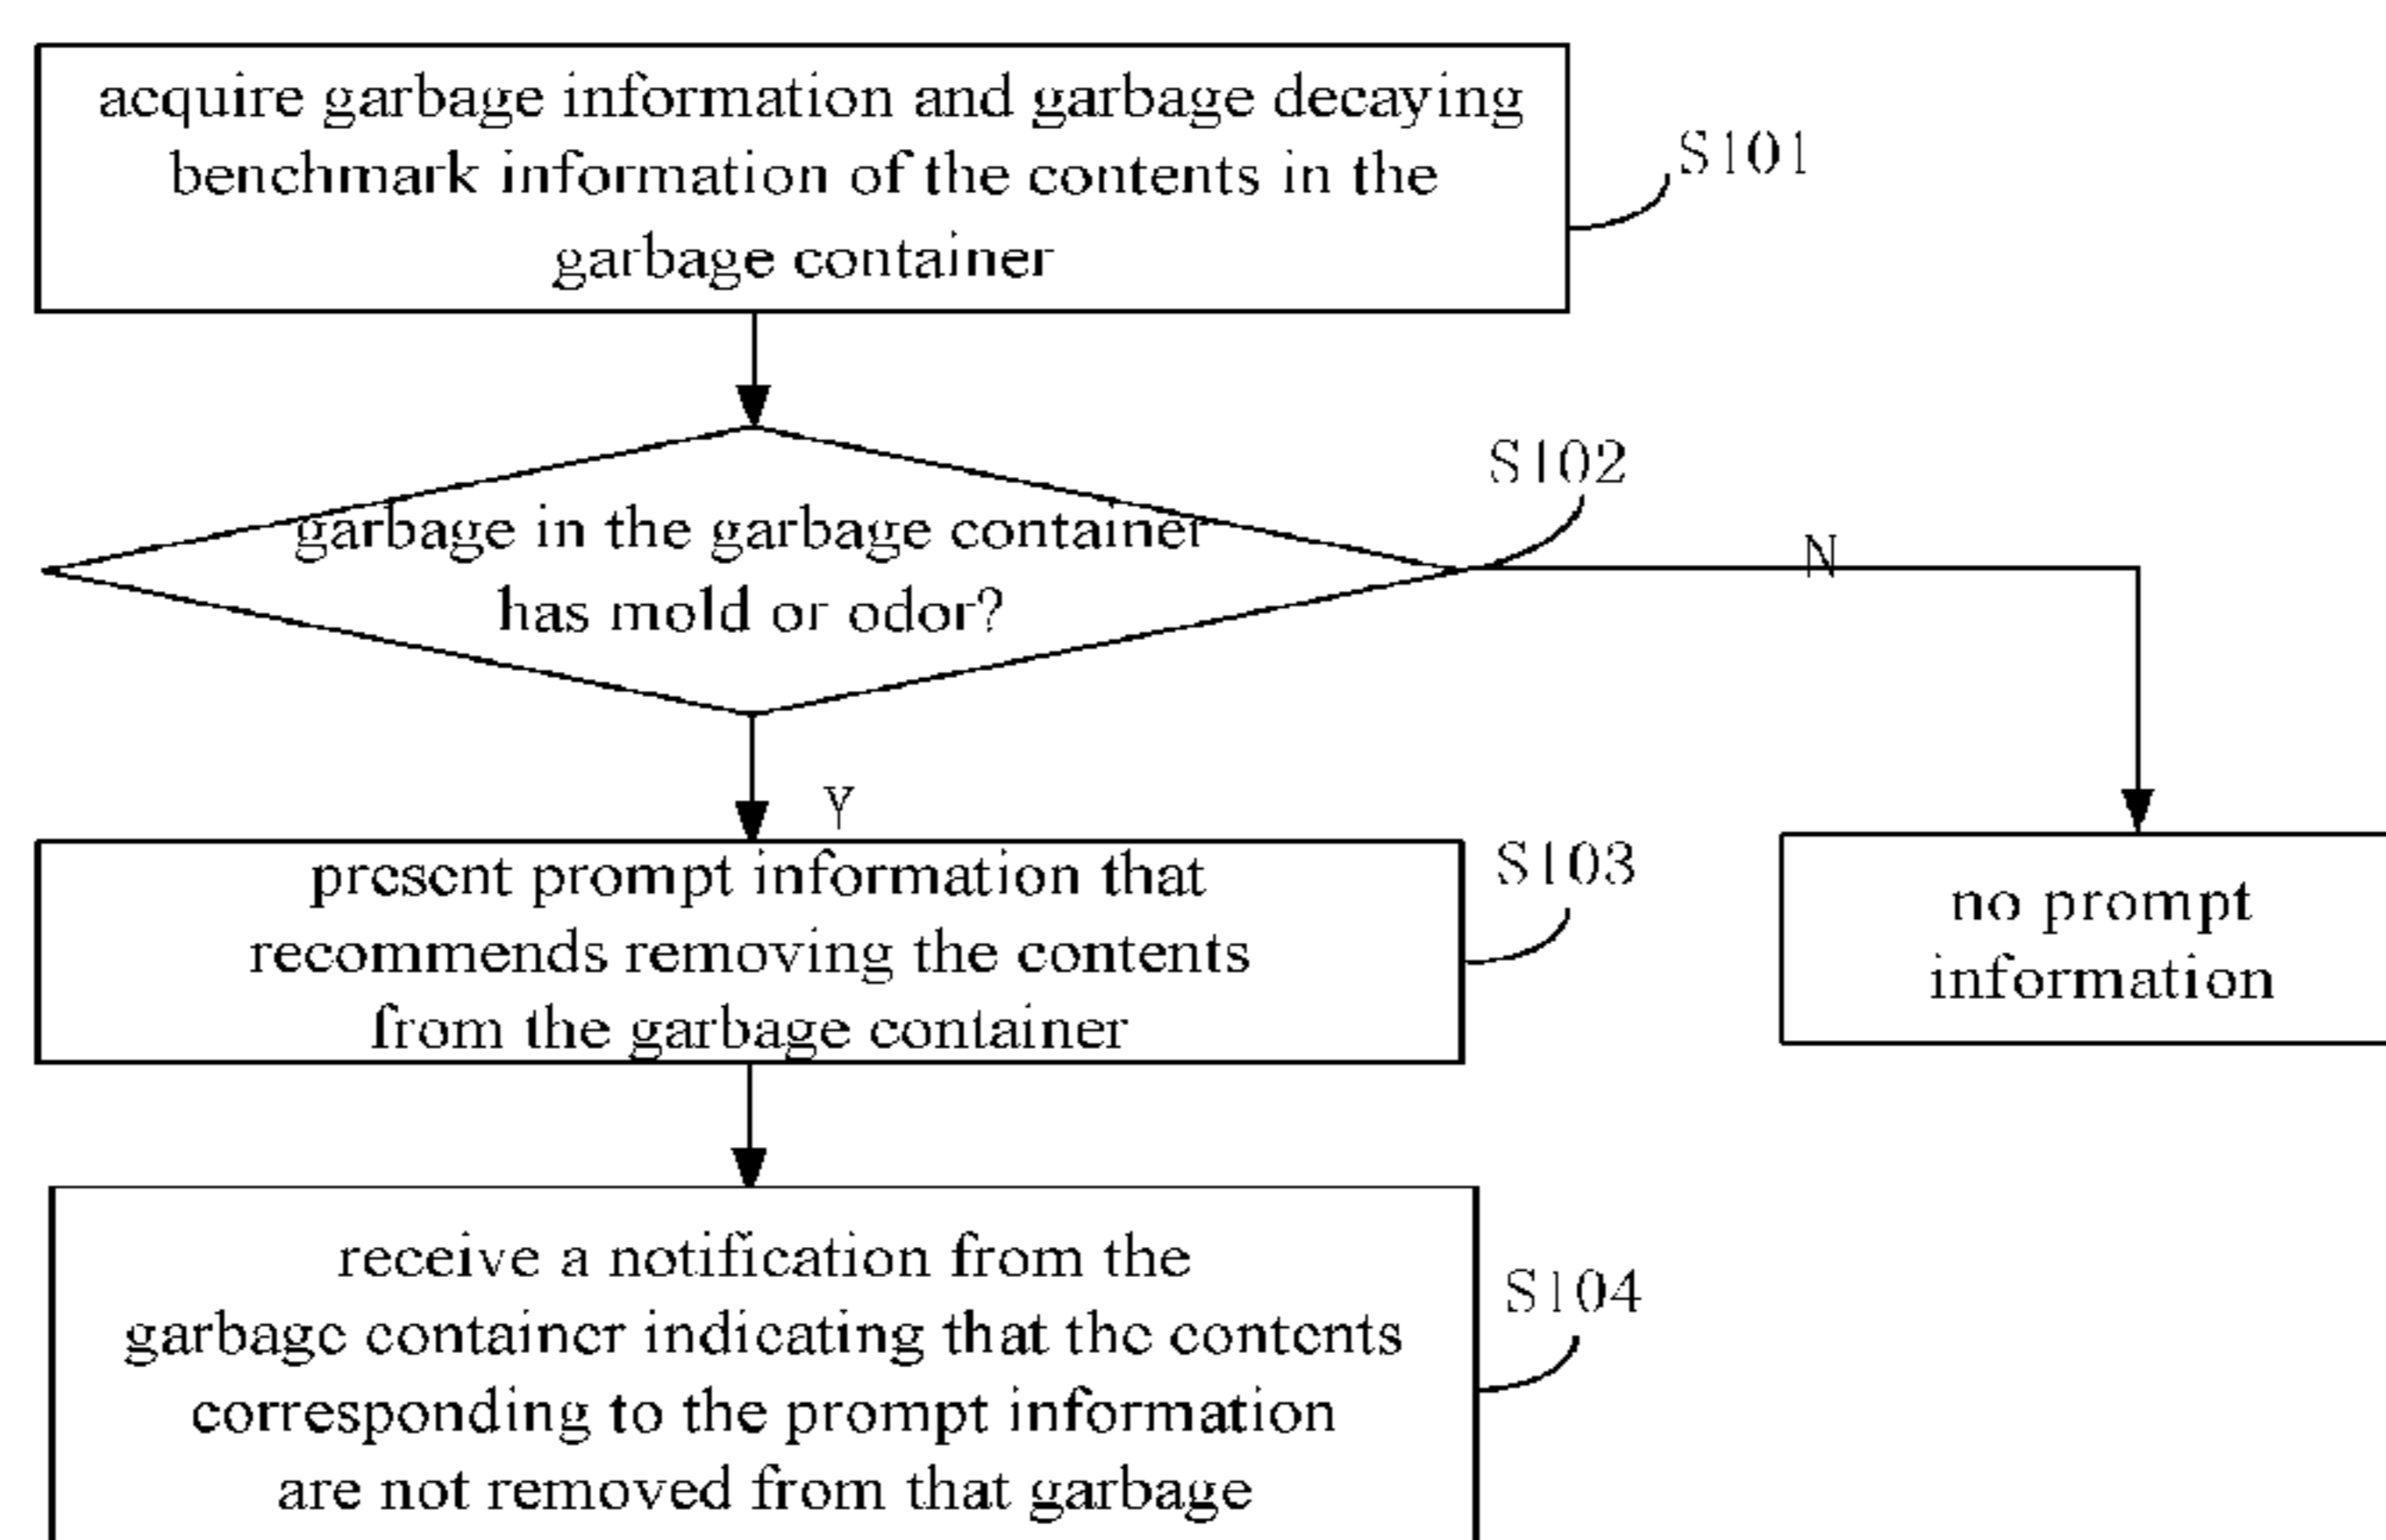 acquire garbage information and garbage decaying
benchmark information of the contents in the
garbage container
S101
garbage in the garbage container
has mold or odor?
S102
N
Y
present prompt information that
recommends removing the contents
from the garbage container
S103
no prompt
information
receive a notification from the
garbage container indicating that the contents
corresponding to the prompt information
are not removed from that garbage
S104